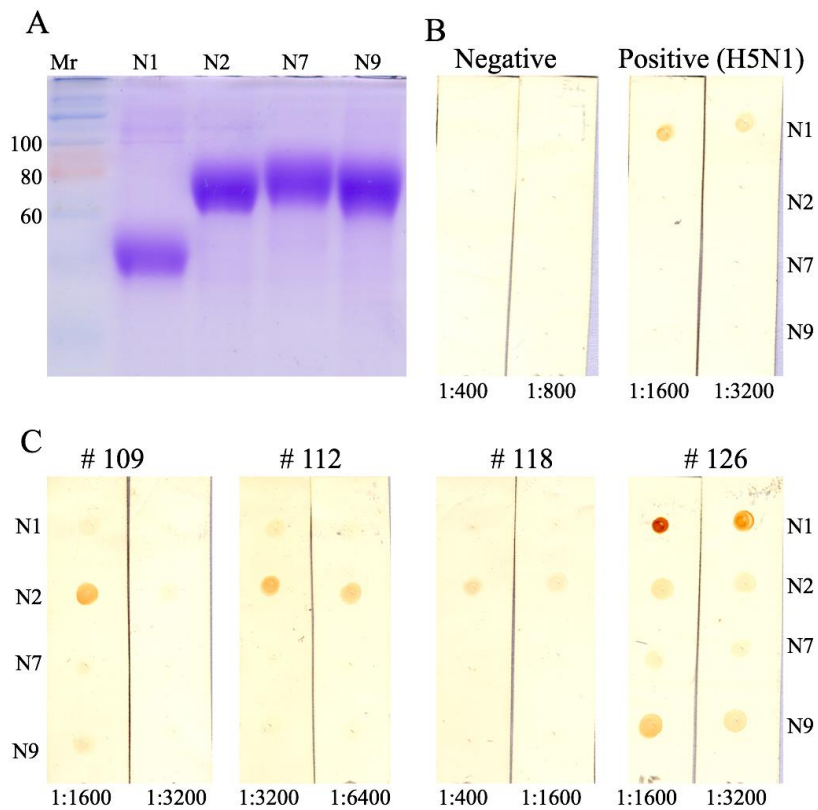 A
Mr N1 N2 N7 N9
100
80
60
B
Negative Positive (H5N1)
N1
N2
N7
N9
1:400 1:800 1:1600 1:3200
C
# 109 # 112 # 118 # 126
N1 N1
N2 N2
N7 N7
N9 N9
1:1600 1:3200 1:3200 1:6400 1:400 1:1600 1:1600 1:3200